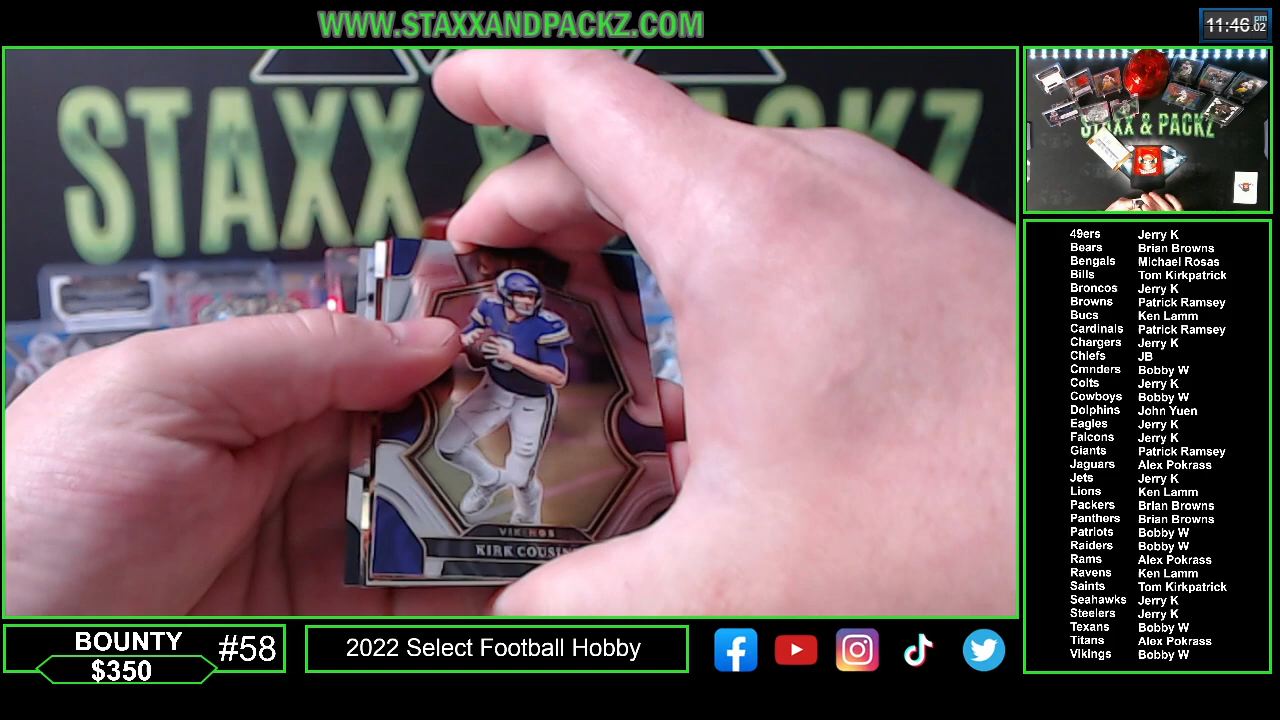 WWW.STAXXANDPACKZ.COM
11:46 pm .02
STAXX & PACKZ
STAXX & PACKZ
VIKINGS
KIRK COUSIN
49ers Jerry K
Bears Brian Browns
Bengals Michael Rosas
Bills Tom Kirkpatrick
Broncos Jerry K
Browns Patrick Ramsey
Bucs Ken Lamm
Cardinals Patrick Ramsey
Chargers Jerry K
Chiefs JB
Cmnders Bobby W
Colts Jerry K
Cowboys Bobby W
Dolphins John Yuen
Eagles Jerry K
Falcons Jerry K
Giants Patrick Ramsey
Jaguars Alex Pokrass
Jets Jerry K
Lions Ken Lamm
Packers Brian Browns
Panthers Brian Browns
Patriots Bobby W
Raiders Bobby W
Rams Alex Pokrass
Ravens Ken Lamm
Saints Tom Kirkpatrick
Seahawks Jerry K
Steelers Jerry K
Texans Bobby W
Titans Alex Pokrass
Vikings Bobby W
BOUNTY #58
$350
2022 Select Football Hobby